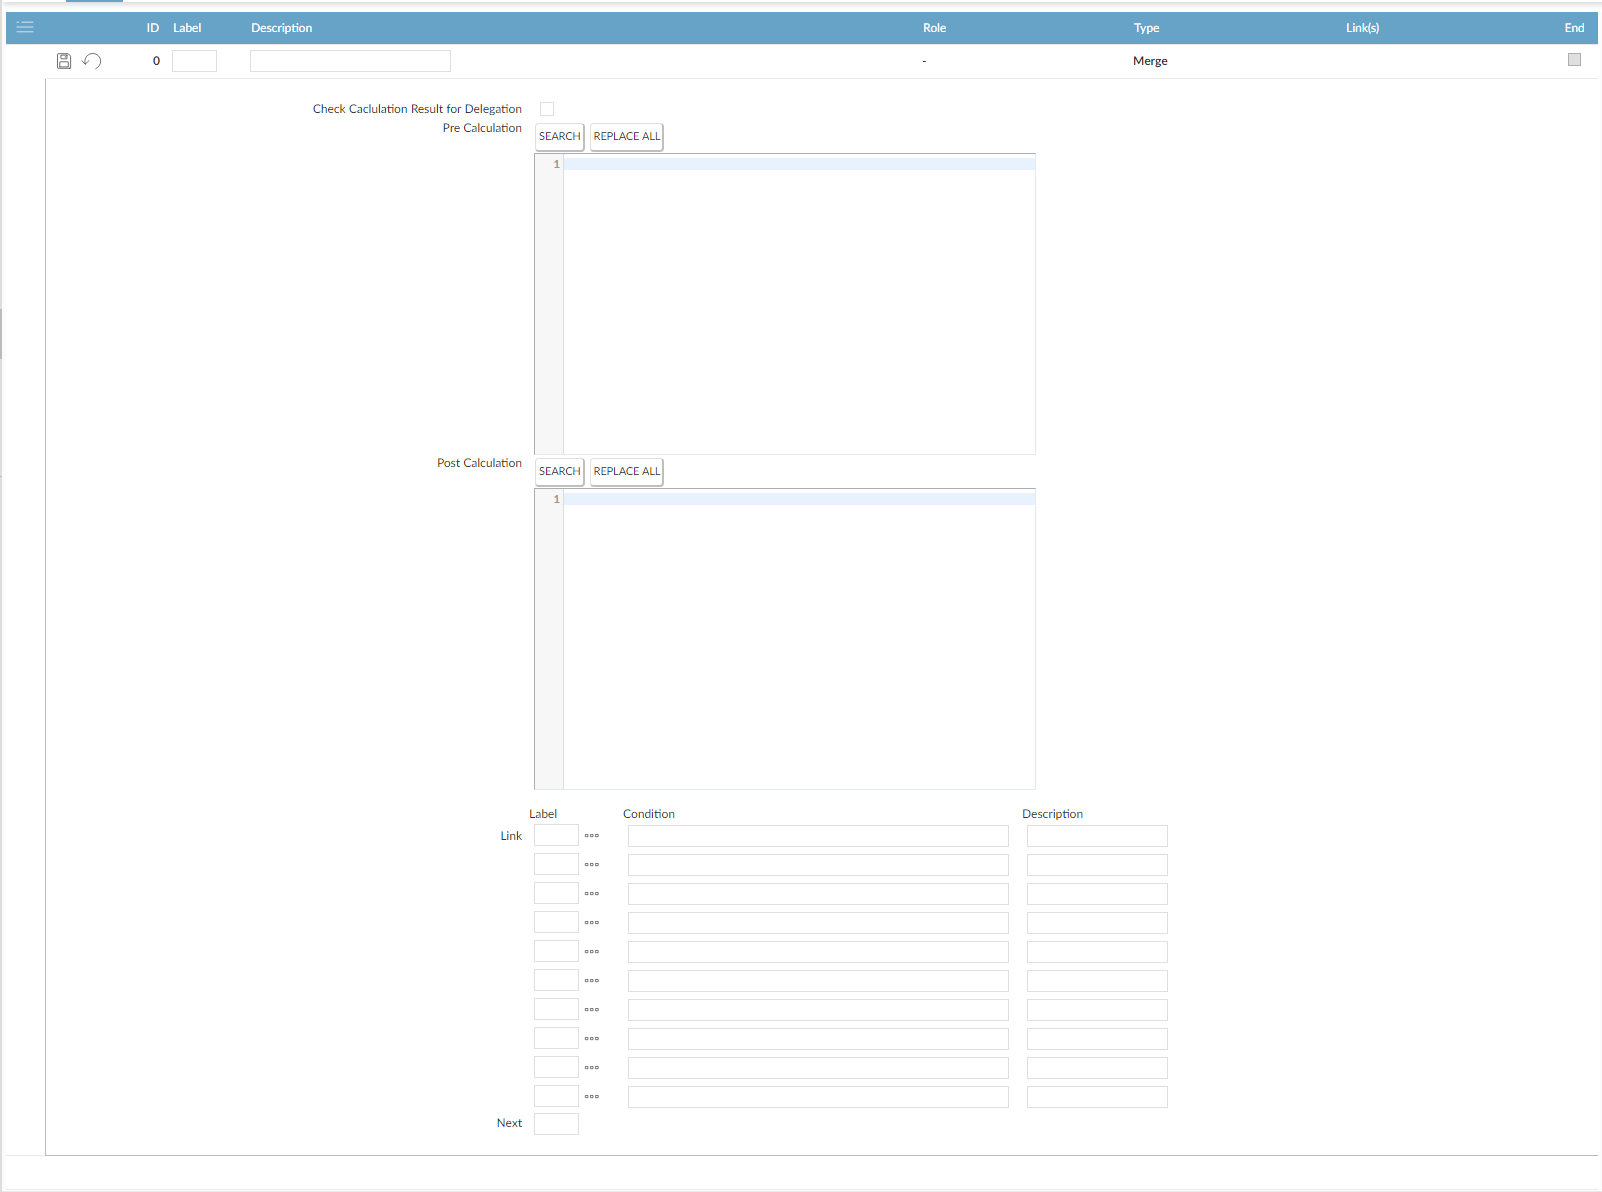 ID Label Description Role Type Link(s) End
0 - Merge
Check Caclulation Result for Delegation
Pre Calculation SEARCH REPLACE ALL
1
Post Calculation SEARCH REPLACE ALL
1
Label Condition Description
Link
Next